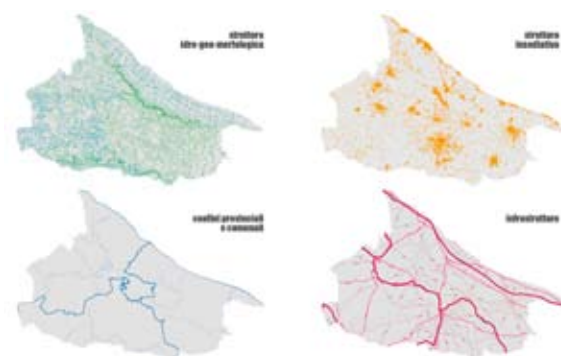 struttura
idro-geo-morfologica
struttura
insediativa
confini provinciali
e comunali
infrastrutture